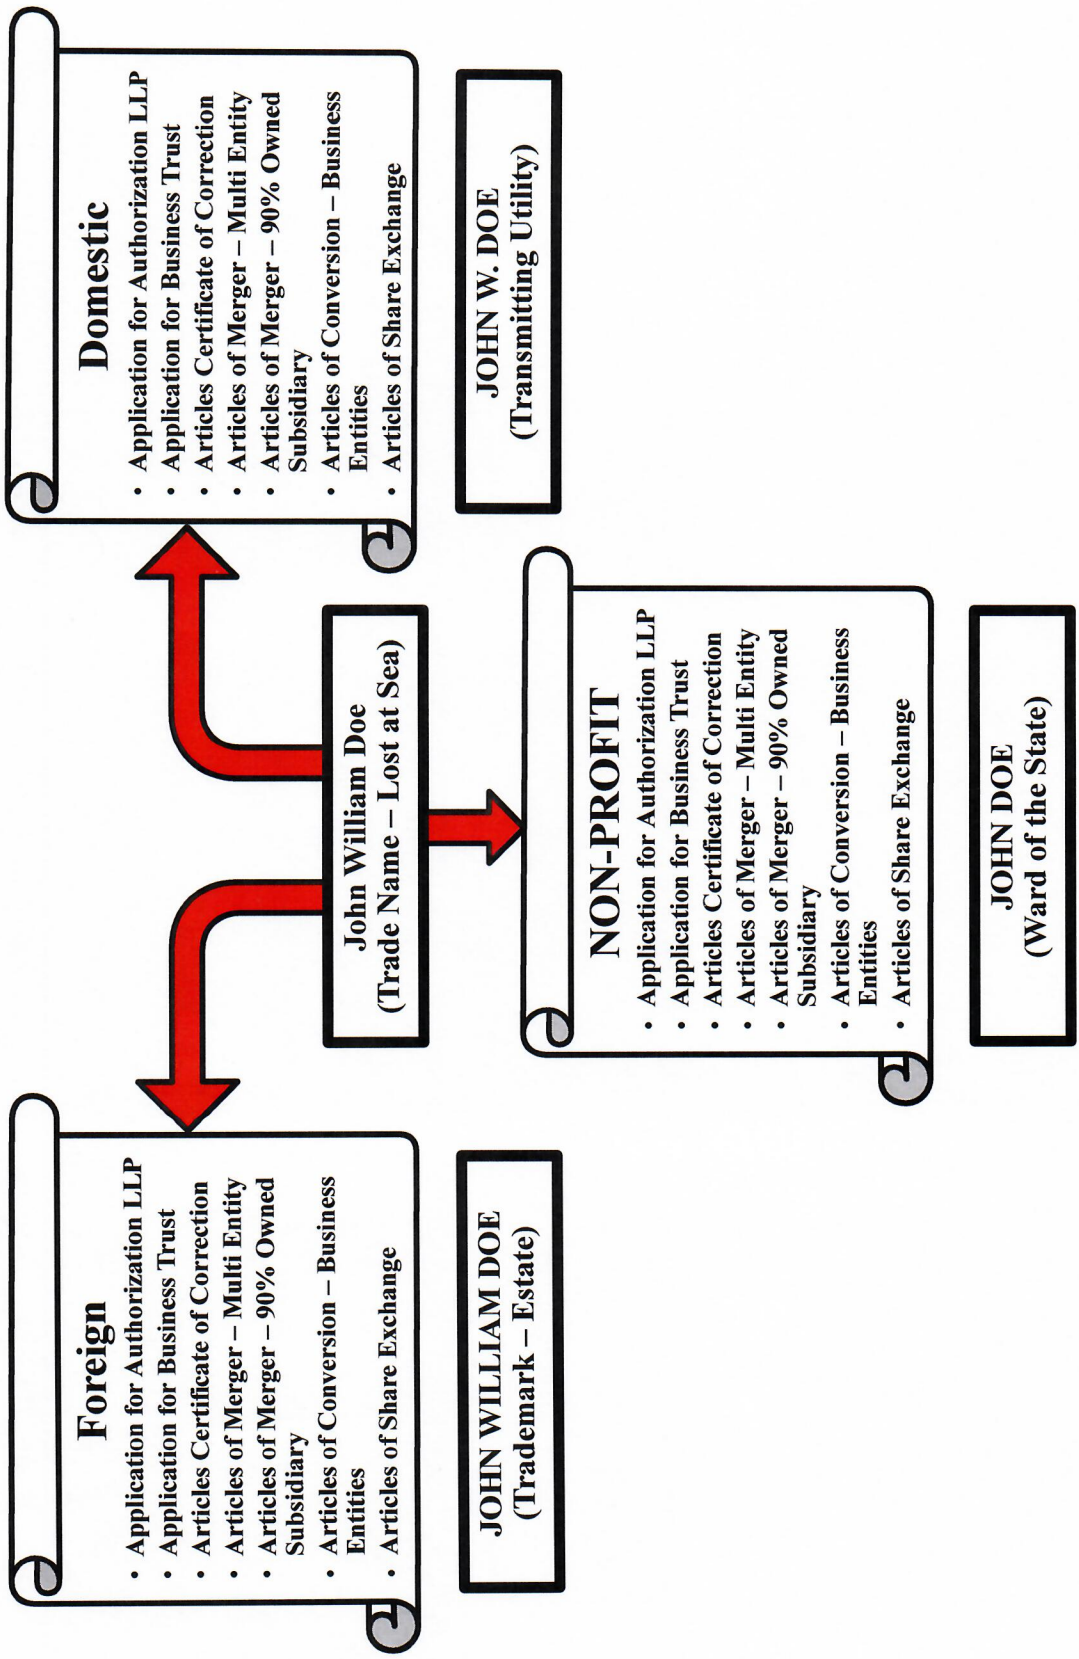 Foreign
• Application for Authorization LLP
• Application for Business Trust
• Articles Certificate of Correction
• Articles of Merger – Multi Entity
• Articles of Merger – 90% Owned
Subsidiary
• Articles of Conversion – Business
Entities
• Articles of Share Exchange
JOHN WILLIAM DOE
(Trademark – Estate)
John William Doe
(Trade Name – Lost at Sea)
Domestic
• Application for Authorization LLP
• Application for Business Trust
• Articles Certificate of Correction
• Articles of Merger – Multi Entity
• Articles of Merger – 90% Owned
Subsidiary
• Articles of Conversion – Business
Entities
• Articles of Share Exchange
JOHN W. DOE
(Transmitting Utility)
NON-PROFIT
• Application for Authorization LLP
• Application for Business Trust
• Articles Certificate of Correction
• Articles of Merger – Multi Entity
• Articles of Merger – 90% Owned
Subsidiary
• Articles of Conversion – Business
Entities
• Articles of Share Exchange
JOHN DOE
(Ward of the State)